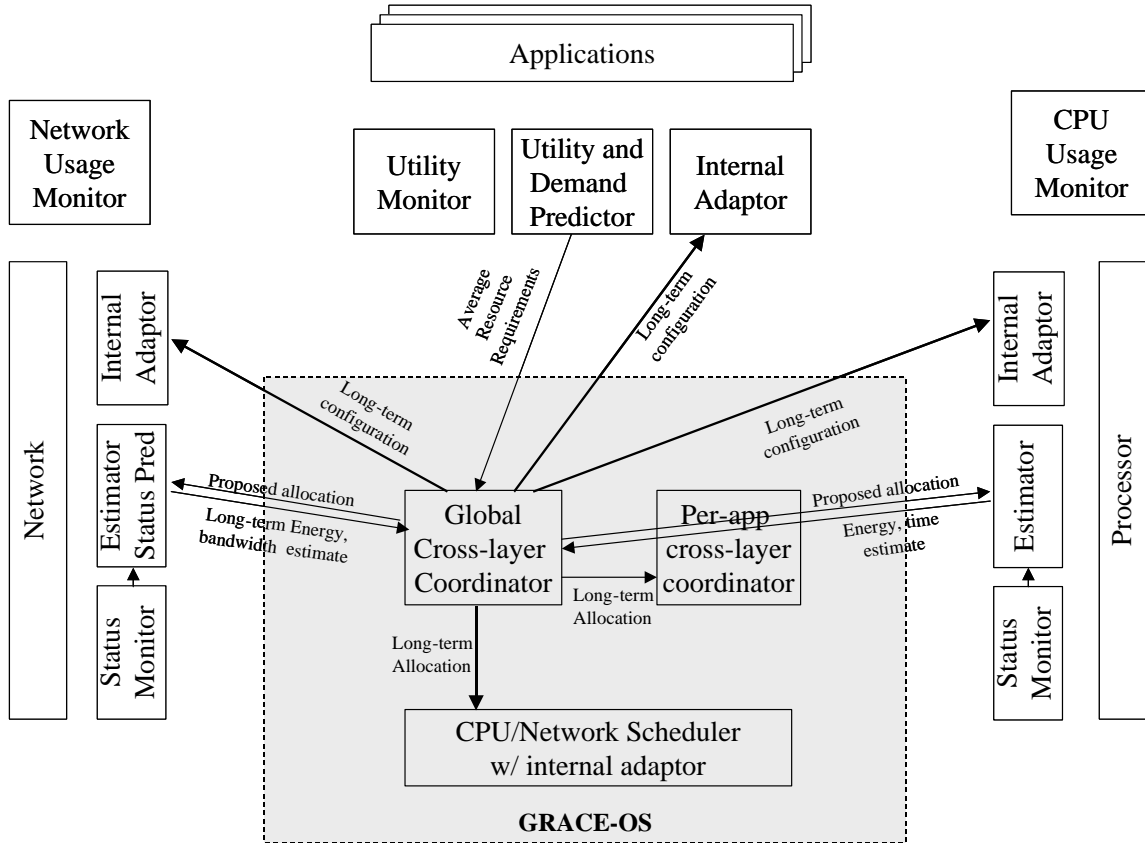 Applications
Network
Usage
Monitor
Utility
Monitor
Utility and
Demand
Predictor
Internal
Adaptor
CPU
Usage
Monitor
Network
Internal
Adaptor
Estimator
Status Pred
Status
Monitor
Average
Resource
Requirements
Long-term
configuration
Long-term
configuration
Long-term
configuration
Proposed allocation
Long-term Energy,
bandwidth estimate
Global
Cross-layer
Coordinator
Per-app
cross-layer
coordinator
Proposed allocation
Energy, time
estimate
Long-term
Allocation
Long-term
Allocation
CPU/Network Scheduler
w/ internal adaptor
GRACE-OS
Internal
Adaptor
Estimator
Status
Monitor
Processor